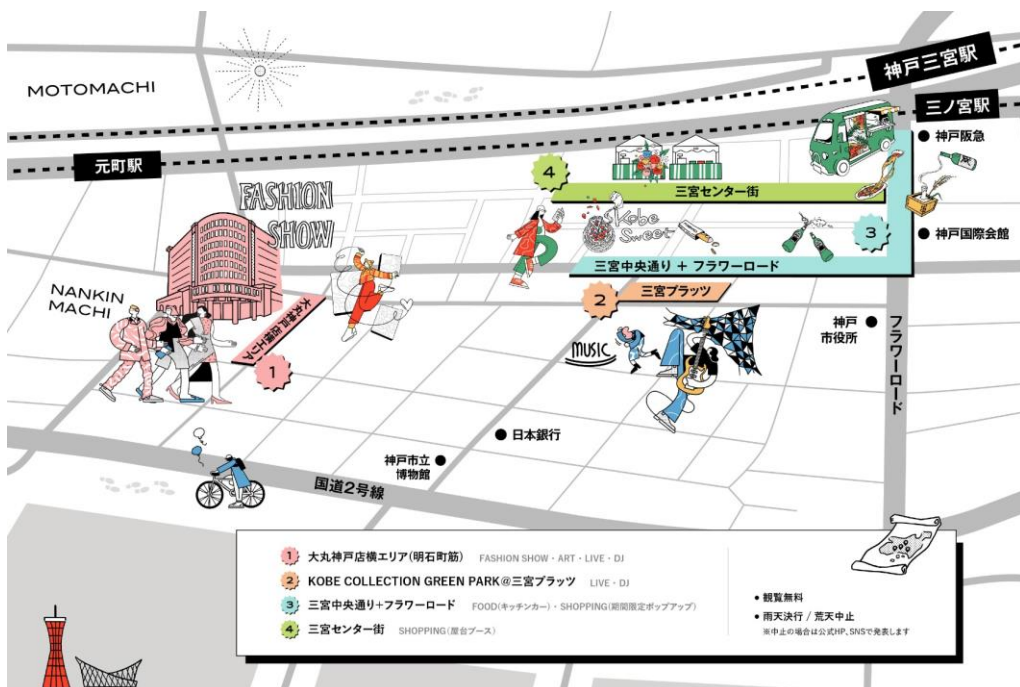 神戸三宮駅
MOTOMACHI
三ノ宮駅
神戸阪急
元町駅
4
三宮センター街
FASHION
SHOW
Kobe
Sweet
3
神戸国際会館
三宮中央通り + フラワーロード
NANKIN
MACHI
2
三宮プラッツ
大丸神戸店横エリア
1
MUSIC
神戸
市役所
フラワーロード
日本銀行
神戸市立
博物館
国道2号線
1 大丸神戸店横エリア(明石町筋) FASHION SHOW・ART・LIVE・DJ
2 KOBE COLLECTION GREEN PARK@三宮プラッツ LIVE・DJ
3 三宮中央通り+フラワーロード FOOD(キッチンカー)・SHOPPING(期間限定ポップアップ)
4 三宮センター街 SHOPPING(屋台ブース)
• 観覧無料
• 雨天決行 / 荒天中止
※中止の場合は公式HP、SNSで発表します